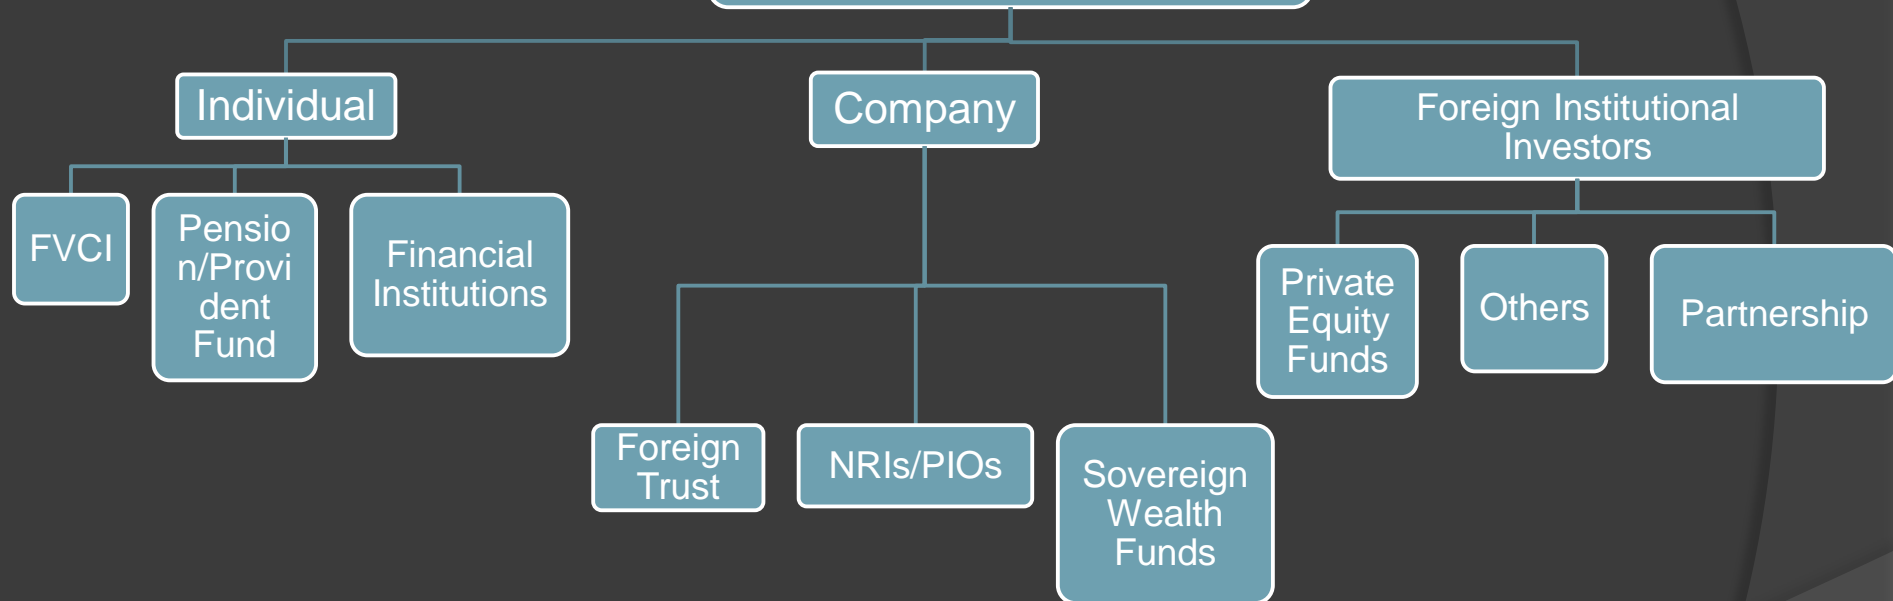 Individual
Company
Foreign Institutional
Investors
FVCI
Pensio
n/Provi
dent
Fund
Financial
Institutions
Private
Equity
Funds
Others
Partnership
Foreign
Trust
NRIs/PIOs
Sovereign
Wealth
Funds